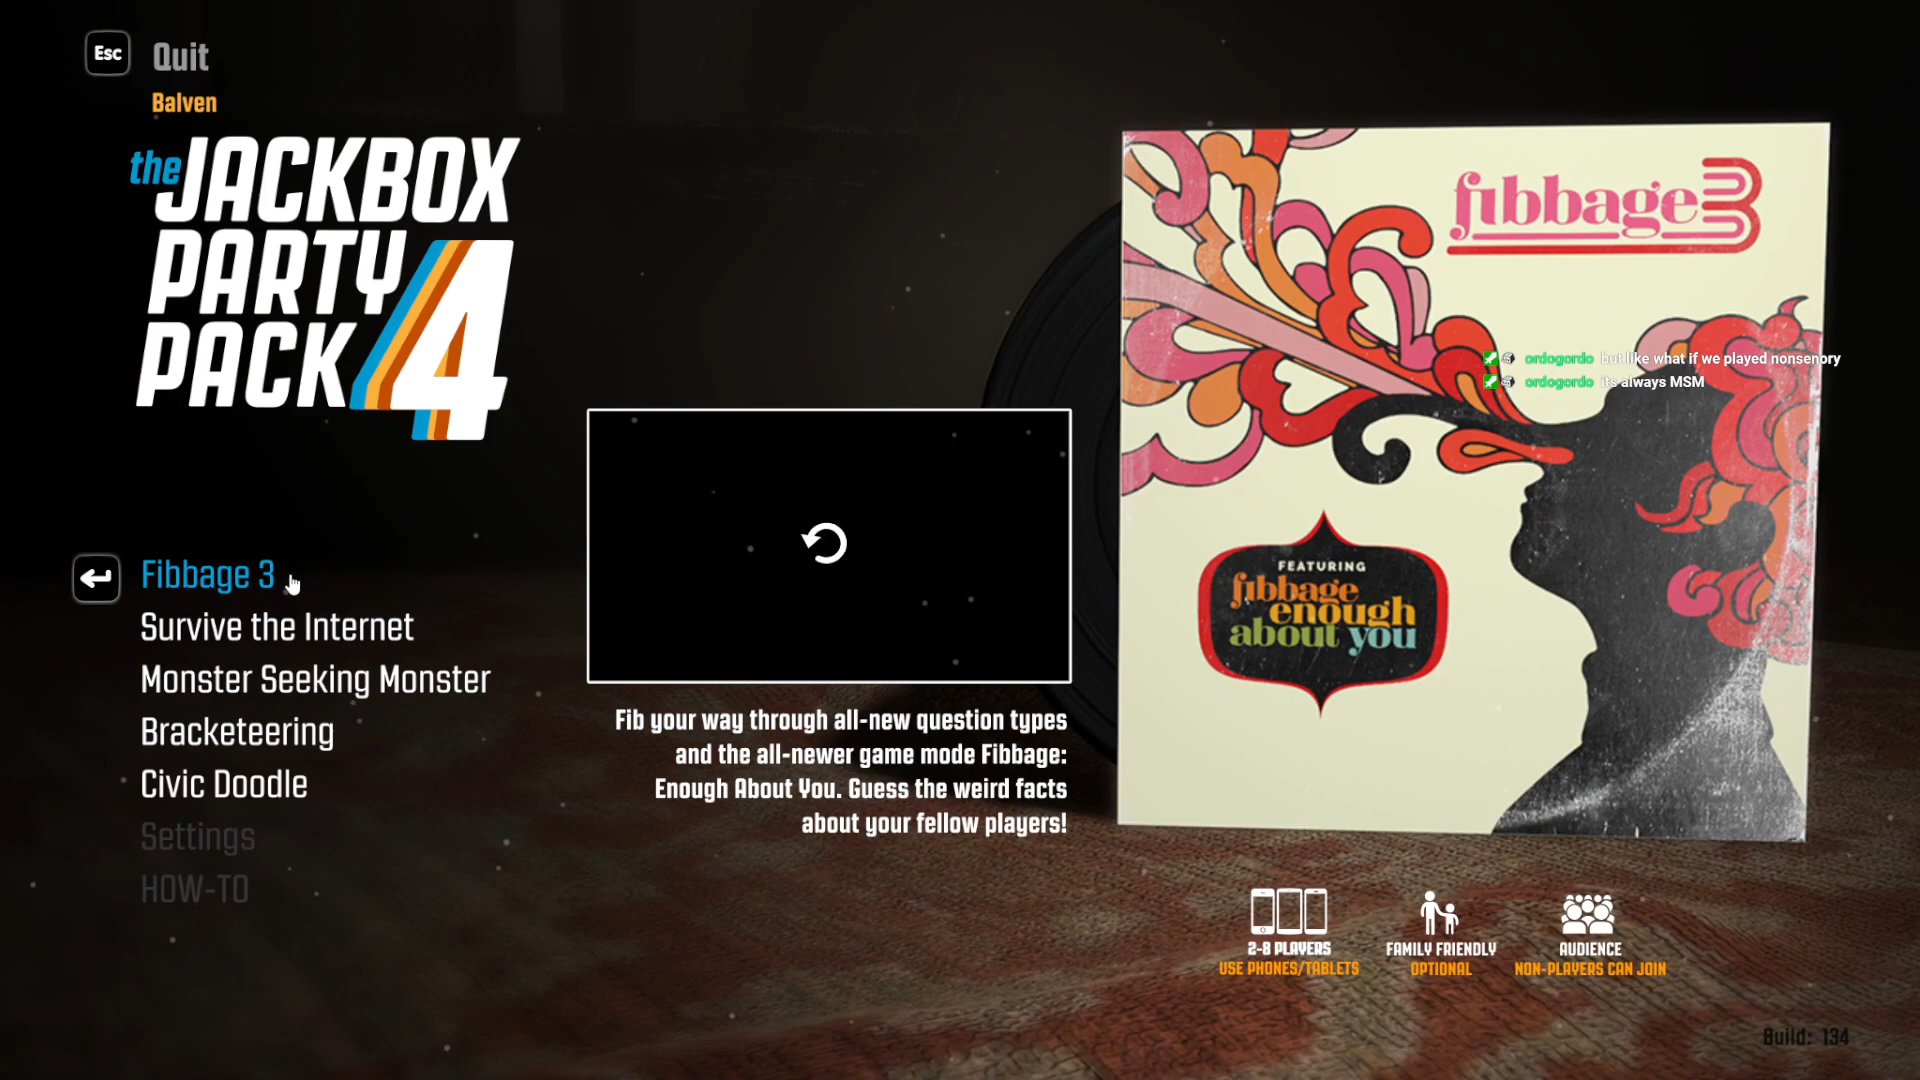 Esc Quit
Balven
the JACKBOX
PARTY
PACK 4
Fibbage 3
Survive the Internet
Monster Seeking Monster
Bracketeering
Civic Doodle
Settings
HOW-TO
Fib your way through all-new question types
and the all-newer game mode Fibbage:
Enough About You. Guess the weird facts
about your fellow players!
fibbage 3
ordogordo but like what if we played nonsenory
ordogordo its always MSM
FEATURING
fibbage
enough
about you
2-8 PLAYERS
USE PHONES/TABLETS
FAMILY FRIENDLY
OPTIONAL
AUDIENCE
NON-PLAYERS CAN JOIN
Build: 134